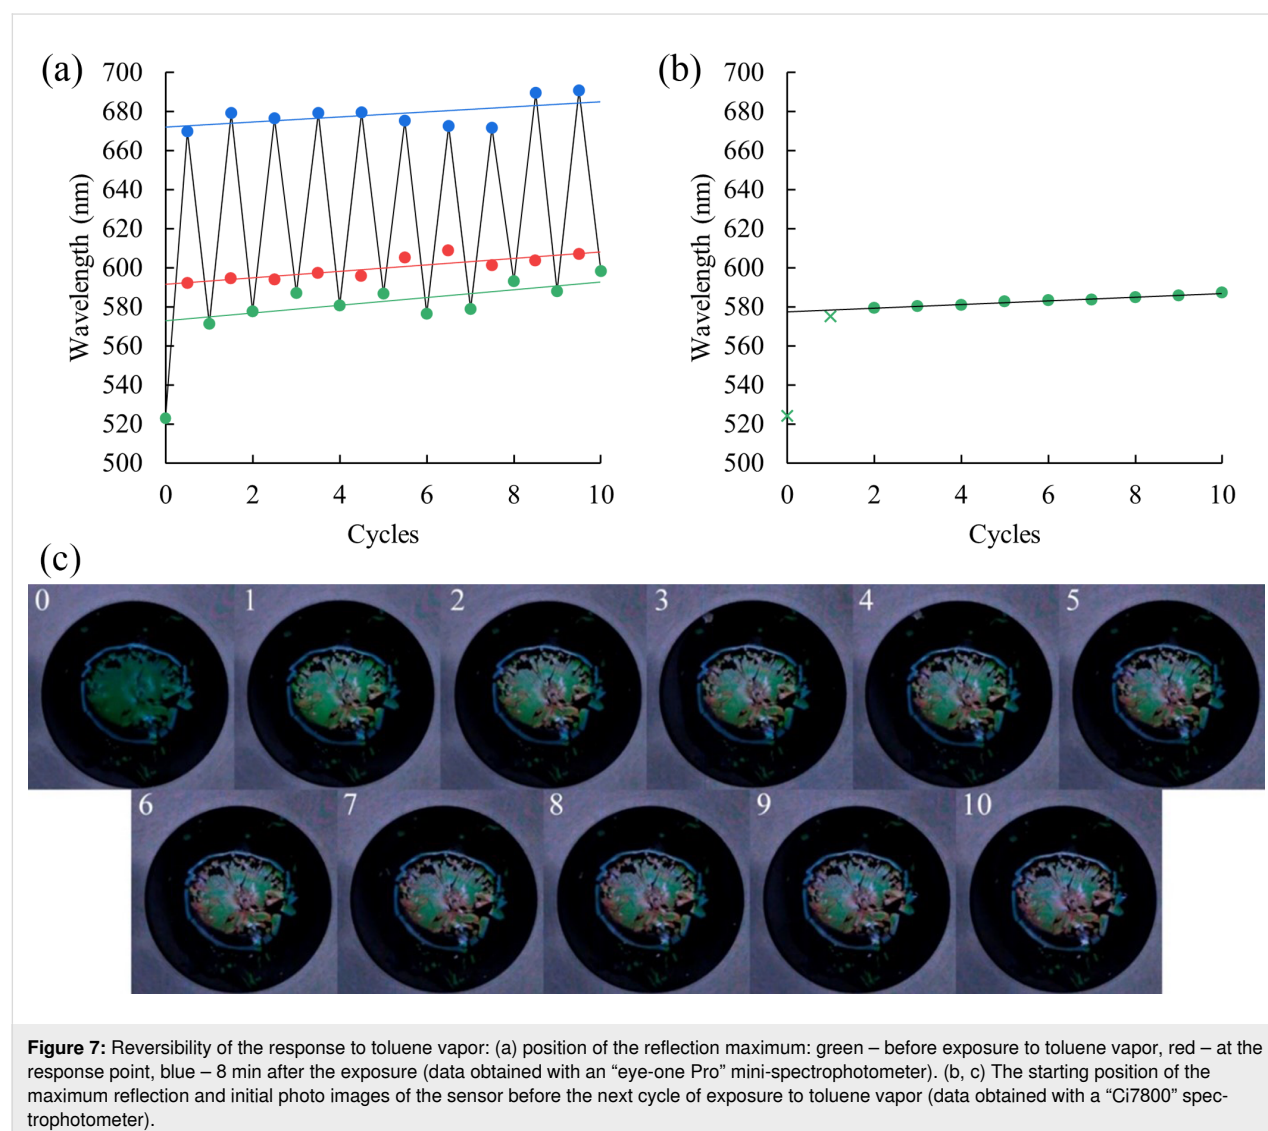 (a)
700
680
660
640
620
600
580
560
540
520
500
Wavelength (nm)
0 2 4 6 8 10
Cycles
(b)
700
680
660
640
620
600
580
560
540
520
500
Wavelength (nm)
0 2 4 6 8 10
Cycles
(c)
0 1 2 3 4 5
6 7 8 9 10
Figure 7: Reversibility of the response to toluene vapor: (a) position of the reflection maximum: green – before exposure to toluene vapor, red – at the
response point, blue – 8 min after the exposure (data obtained with an “eye-one Pro” mini-spectrophotometer). (b, c) The starting position of the
maximum reflection and initial photo images of the sensor before the next cycle of exposure to toluene vapor (data obtained with a “Ci7800” spec-
trophotometer).